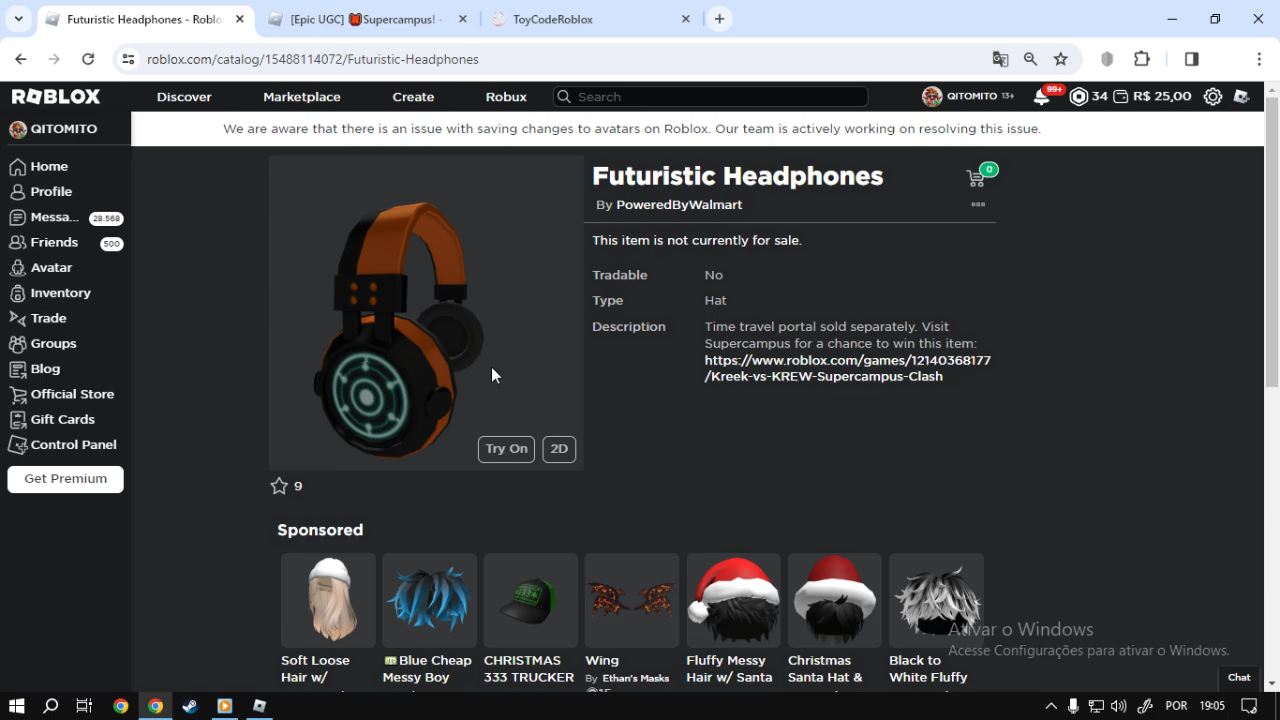 Futuristic Headphones - Roblo
[Epic UGC] 🎒Supercampus! -
ToyCodeRoblox
roblox.com/catalog/15488114072/Futuristic-Headphones
ROBLOX
Discover
Marketplace
Create
Robux
Search
QITOMITO 13+
99+
34
R$ 25,00
QITOMITO
We are aware that there is an issue with saving changes to avatars on Roblox. Our team is actively working on resolving this issue.
Home
Profile
Messa... 28.568
Friends 500
Avatar
Inventory
Trade
Groups
Blog
Official Store
Gift Cards
Control Panel
Get Premium
Futuristic Headphones
0
By PoweredByWalmart
This item is not currently for sale.
Tradable No
Type Hat
Description Time travel portal sold separately. Visit
Supercampus for a chance to win this item:
https://www.roblox.com/games/12140368177
/Kreek-vs-KREW-Supercampus-Clash
Try On
2D
9
Sponsored
Soft Loose
Hair w/
Blue Cheap
Messy Boy
CHRISTMAS
333 TRUCKER
Wing
By Ethan's Masks
Fluffy Messy
Hair w/ Santa
Christmas
Santa Hat &
Black to
White Fluffy
Ativar o Windows
Acesse Configurações para ativar o Windows.
Chat
POR
19:05